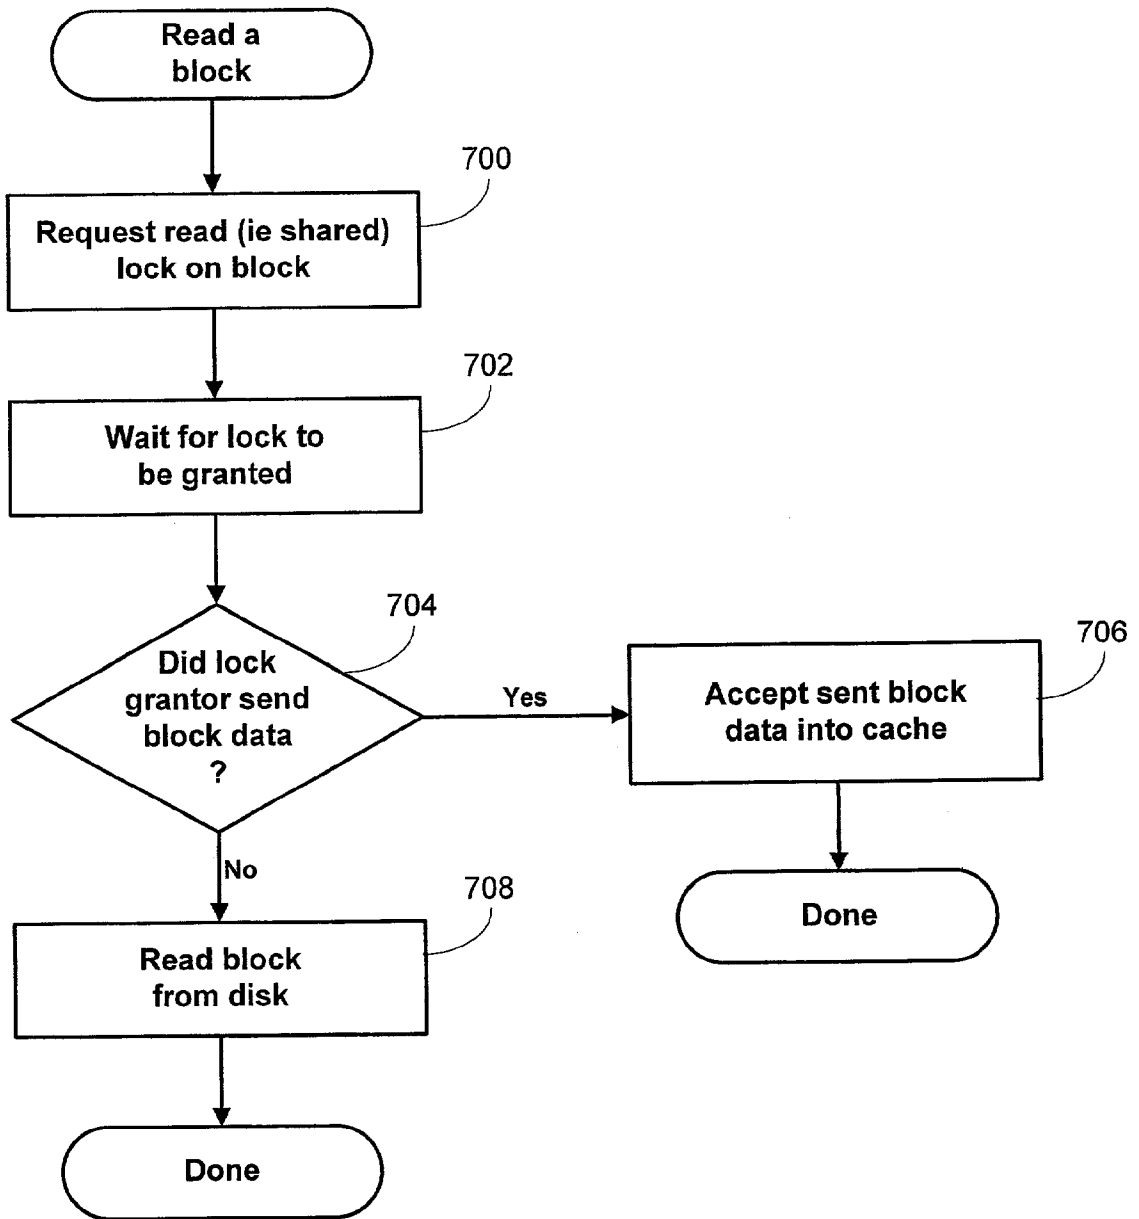 Read a
block
700
Request read (ie shared)
lock on block
702
Wait for lock to
be granted
704
Did lock
grantor send
block data
?
Yes
706
Accept sent block
data into cache
Done
No
708
Read block
from disk
Done